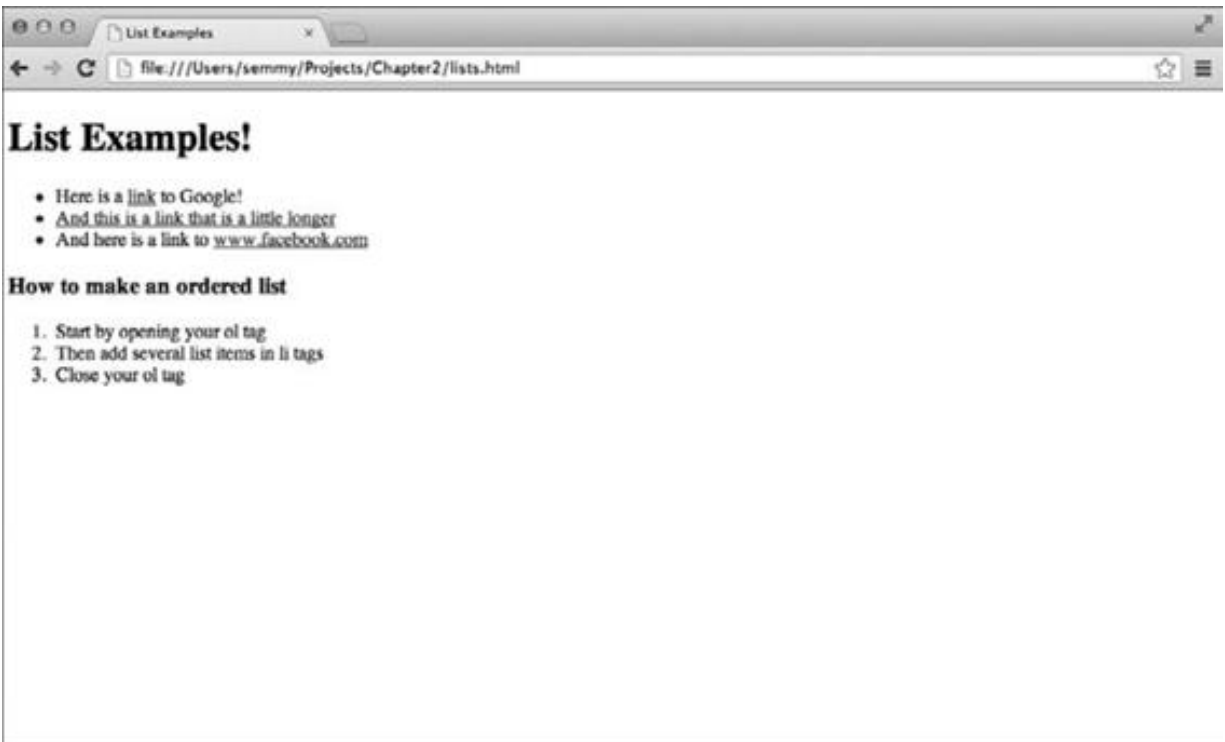 List Examples
file:///Users/semmy/Projects/Chapter2/lists.html
List Examples!
• Here is a link to Google!
• And this is a link that is a little longer
• And here is a link to www.facebook.com
How to make an ordered list
1. Start by opening your ol tag
2. Then add several list items in li tags
3. Close your ol tag